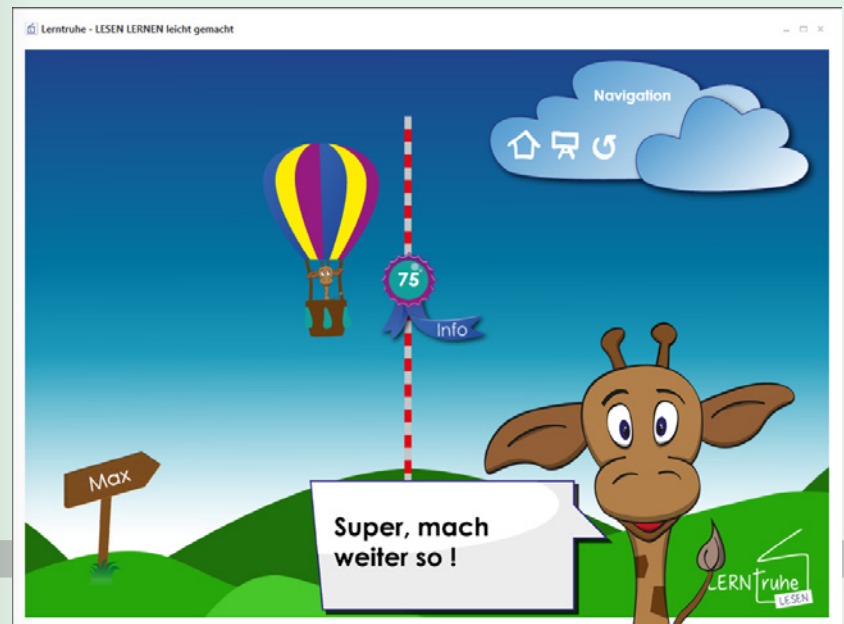 Lerntruhe - LESEN LERNEN leicht gemacht
Navigation
75
Info
Max
Super, mach
weiter so !
LERNTruhe
LESEN